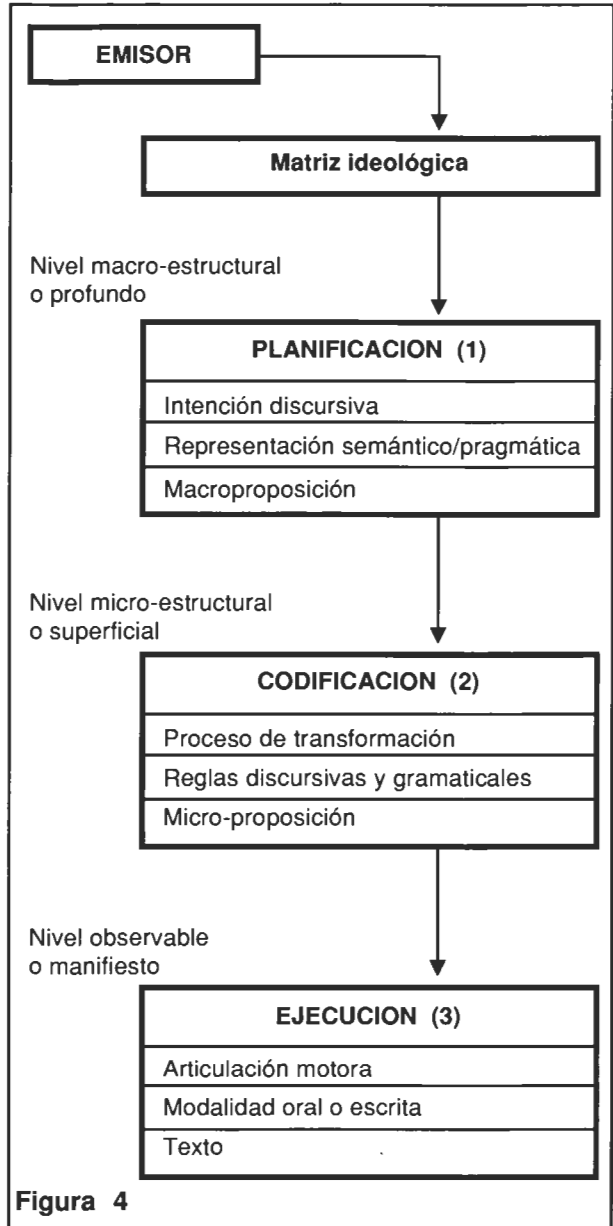 EMISOR
Matriz ideológica
Nivel macro-estructural
o profundo
PLANIFICACION (1)
Intención discursiva
Representación semántico/pragmática
Macroproposición
Nivel micro-estructural
o superficial
CODIFICACION (2)
Proceso de transformación
Reglas discursivas y gramaticales
Micro-proposición
Nivel observable
o manifiesto
EJECUCION (3)
Articulación motora
Modalidad oral o escrita
Texto
Figura 4